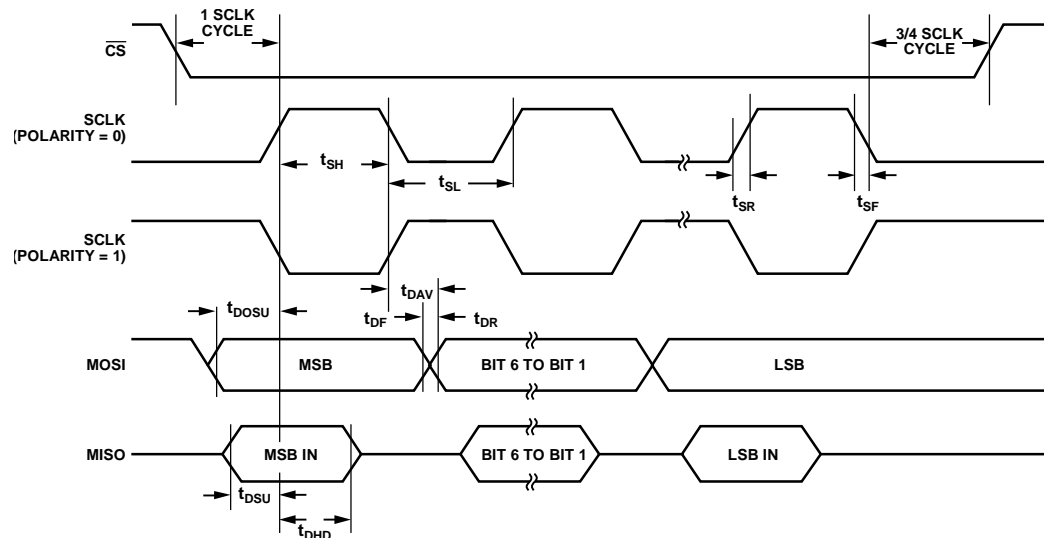 1 SCLK
CYCLE
3/4 SCLK
CYCLE
CS
SCLK
(POLARITY = 0)
tSH
tSL
tSR
tSF
SCLK
(POLARITY = 1)
tDAV
tDOSU
tDF
tDR
MOSI
MSB
BIT 6 TO BIT 1
LSB
MISO
MSB IN
BIT 6 TO BIT 1
LSB IN
tDSU
tDHD